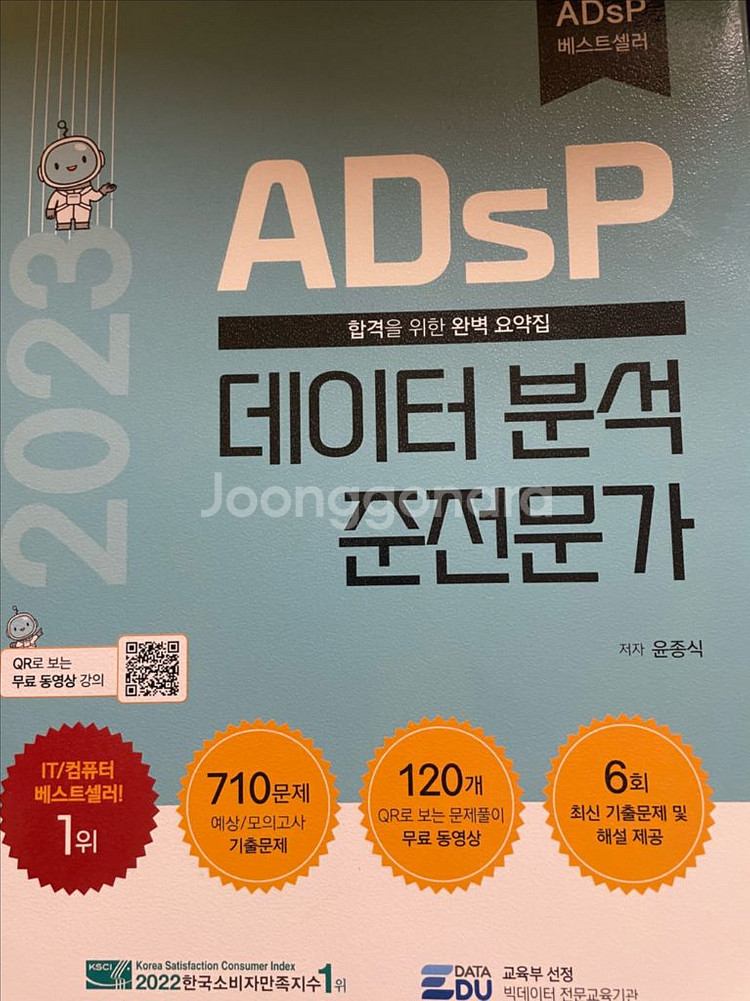 ADsP
베스트셀러
2023
ADsP
합격을 위한 완벽 요약집
데이터 분석
준전문가
Joonggonara
저자 윤종식
QR로 보는
무료 동영상 강의
IT/컴퓨터
베스트셀러!
1위
710문제
예상/모의고사
기출문제
120개
QR로 보는 문제풀이
무료 동영상
6회
최신 기출문제 및
해설 제공
KSCI Korea Satisfaction Consumer Index
2022한국소비자만족지수1위
DATA
EDU
교육부 선정
빅데이터 전문교육기관